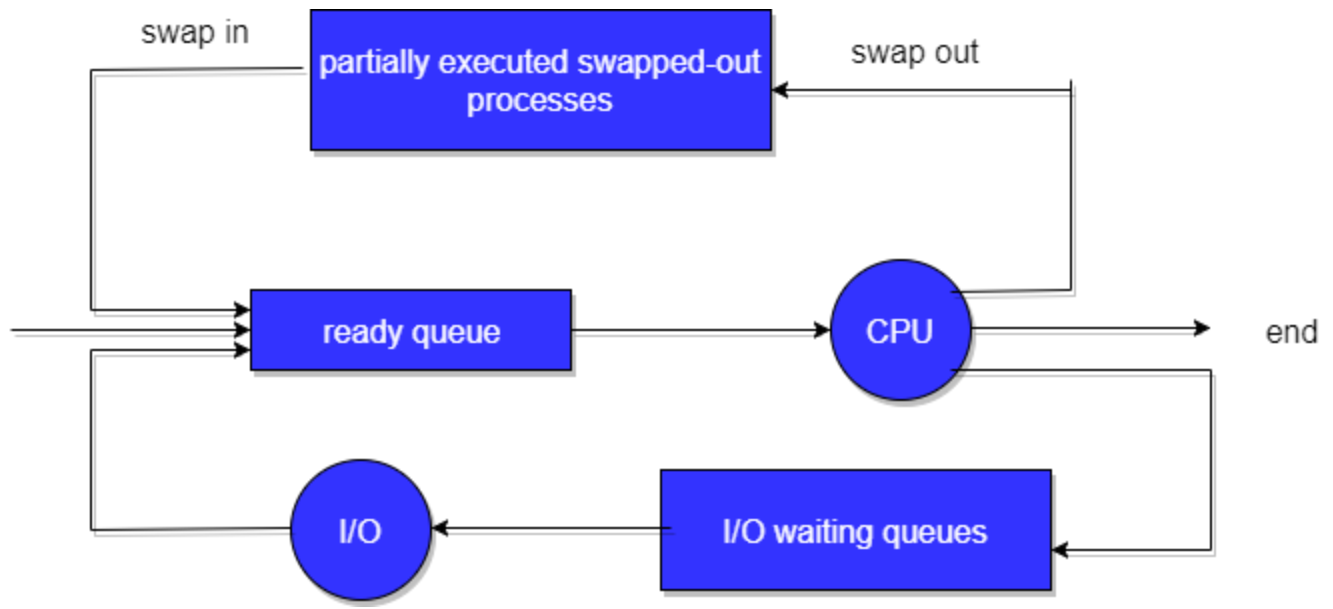 swap in
partially executed swapped-out
processes
swap out
ready queue
CPU
end
I/O
I/O waiting queues